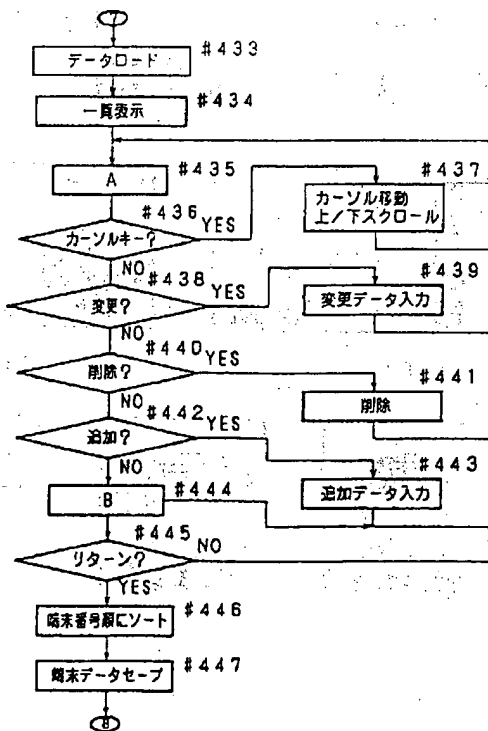 7
データロード #433
一覧表示 #434
A #435
カーソルキー? #436 YES
カーソル移動 #437
上/下スクロール
NO
変更? #438 YES
変更データ入力 #439
NO
削除? #440 YES
削除 #441
NO
追加? #442 YES
追加データ入力 #443
NO
B #444
リターン? #445 NO
YES
端末番号順にソート #446
端末データセーブ #447
8